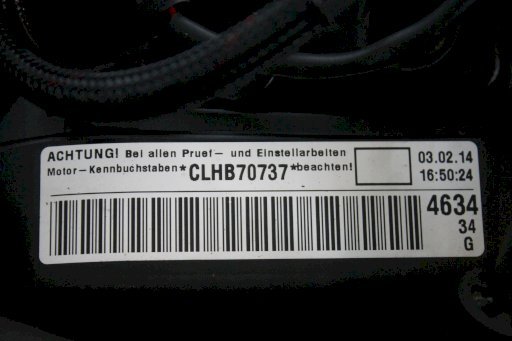 ACHTUNG! Bei allen Pruef- und Einstellarbeiten
Motor-Kennbuchstaben *CLHB70737* beachten!
03.02.14
16:50:24
4634
34
G